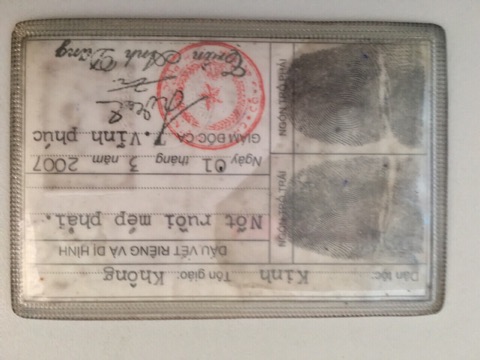 Dân tộc: Kinh Tôn giáo: Không
NGÓN TRỎ TRÁI
NGÓN TRỎ PHẢI
DẤU VẾT RIÊNG VÀ DỊ HÌNH
Nốt ruồi mép phải.
Ngày 01 tháng 3 năm 2007
GIÁM ĐỐC CA T.Vĩnh phúc
Trần Anh Dũng